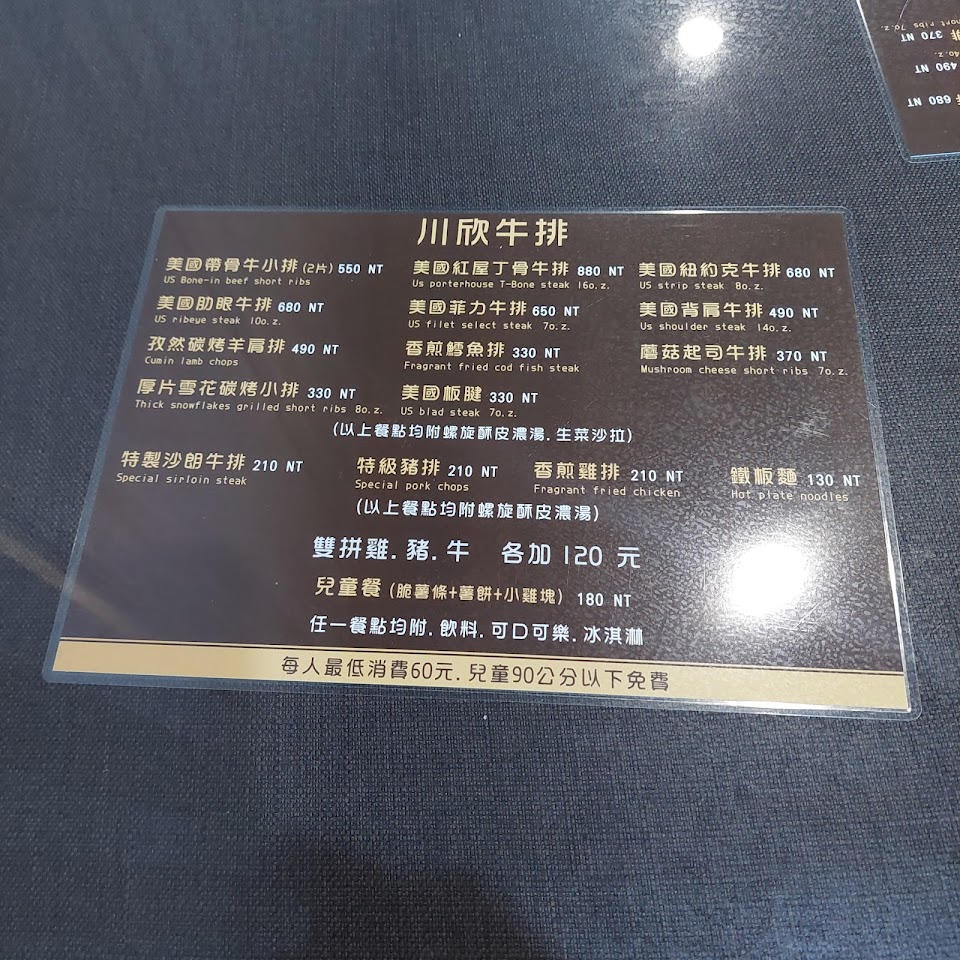 川欣牛排
美國帶骨牛小排(2片) 550 NT 美國紅屋丁骨牛排 880 NT 美國紐約克牛排 680 NT
US Bone-in beef short ribs Us porterhouse T-Bone steak 16o.z. US strip steak 8o.z.
美國肋眼牛排 680 NT 美國菲力牛排 650 NT 美國背肩牛排 490 NT
US ribeye steak 10o.z. US filet select steak 7o.z. Us shoulder steak 14o.z.
孜然碳烤羊肩排 490 NT 香煎鱈魚排 330 NT 蘑菇起司牛排 370 NT
Cumin lamb chops Fragrant fried cod fish steak Mushroom cheese short ribs 7o.z.
厚片雪花碳烤小排 330 NT 美國板腱 330 NT
Thick snowflakes grilled short ribs 8o.z. US blad steak 7o.z.
(以上餐點均附螺旋酥皮濃湯.生菜沙拉)
特製沙朗牛排 210 NT 特級豬排 210 NT 香煎雞排 210 NT 鐵板麵 130 NT
Special sirloin steak Special pork chops Fragrant fried chicken Hot plate noodles
(以上餐點均附螺旋酥皮濃湯)
雙拼雞.豬.牛 各加120元
兒童餐(脆薯條+薯餅+小雞塊) 180 NT
任一餐點均附.飲料.可口可樂.冰淇淋
每人最低消費60元.兒童90公分以下免費
short ribs 7o.z.
排 370 NT
4o.z.
490 NT
680 NT